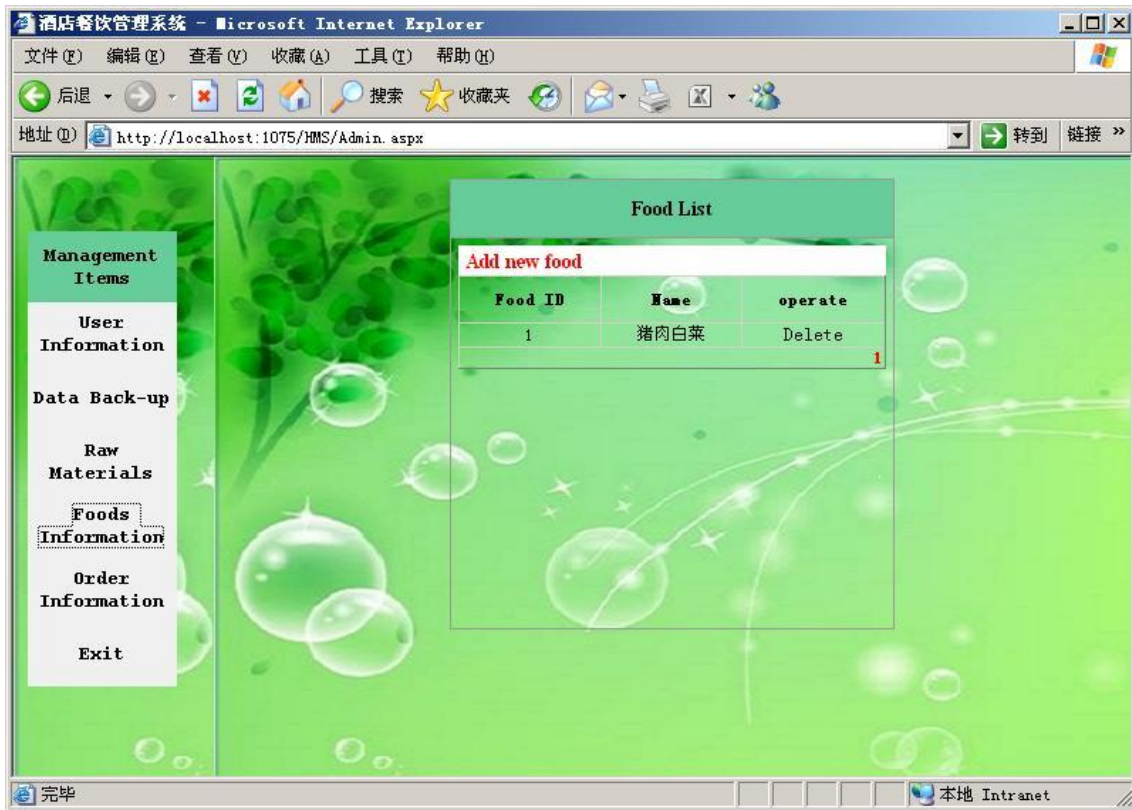 酒店餐饮管理系统 - Microsoft Internet Explorer
文件(F) 编辑(E) 查看(V) 收藏(A) 工具(T) 帮助(H)
后退 搜索 收藏夹
地址(D) http://localhost:1075/HMS/Admin.aspx 转到 链接 »
Management
Items
User
Information
Data Back-up
Raw
Materials
Foods
Information
Order
Information
Exit
Food List
Add new food
Food ID Name operate
1 猪肉白菜 Delete
1
完毕 本地 Intranet